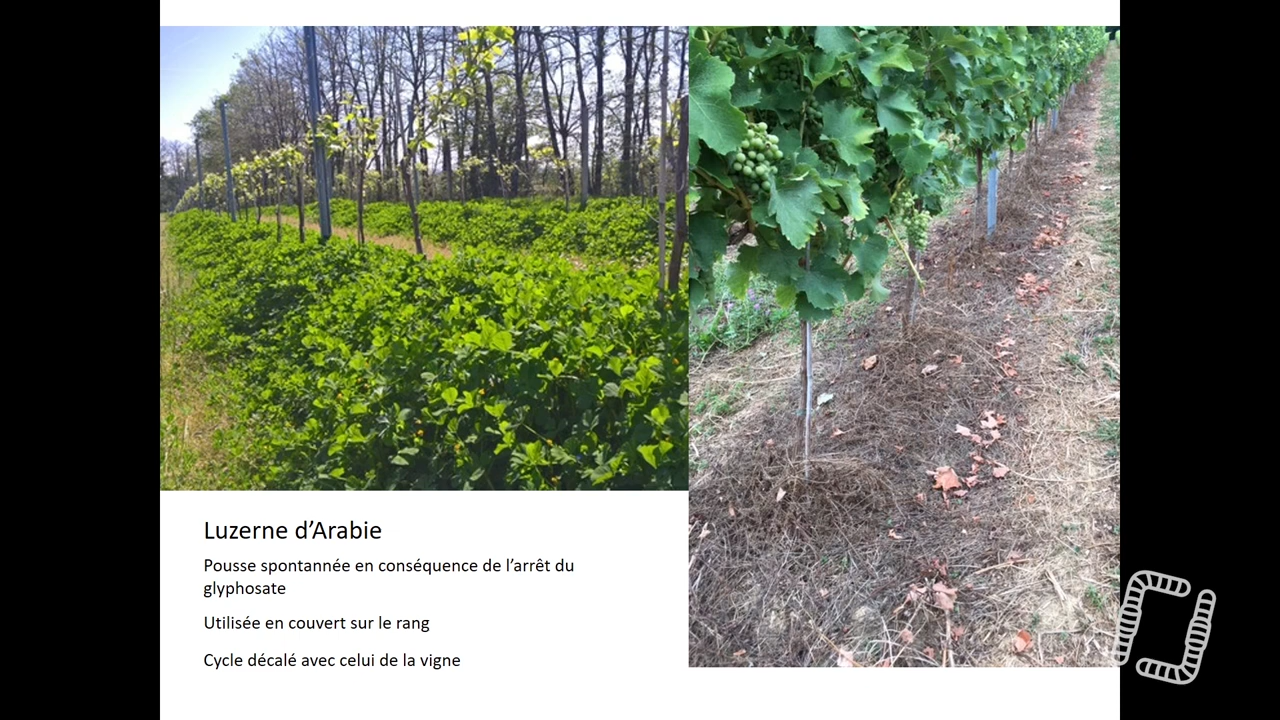 Luzerne d’Arabie
Pousse spontannée en conséquence de l’arrêt du
glyphosate
Utilisée en couvert sur le rang
Cycle décalé avec celui de la vigne